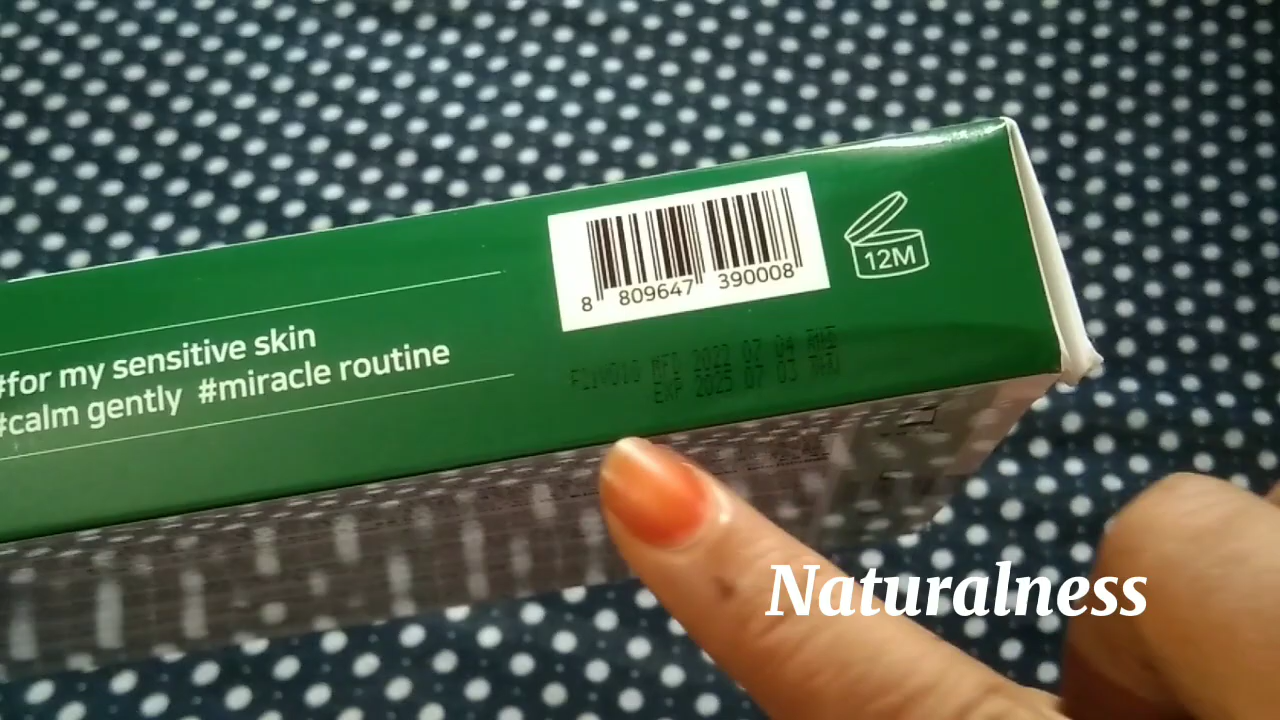 #for my sensitive skin
#calm gently #miracle routine
8 809647 390008
12M
MFI 2022 07 04
EXP 2025 07 03
Naturalness